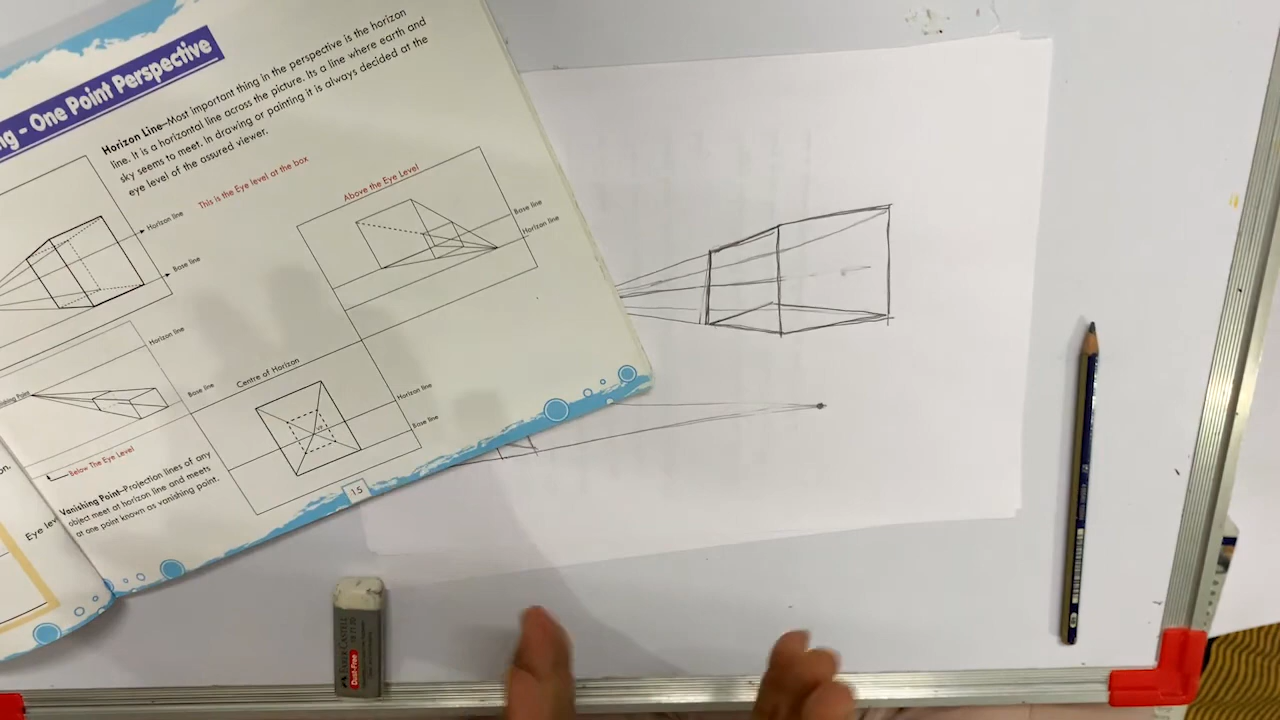 ng - One Point Perspective
Horizon Line–Most important thing in the perspective is the horizon
line. It is a horizontal line across the picture. Its a line where earth and
sky seems to meet. In drawing or painting it is always decided at the
eye level of the assured viewer.
This is the Eye level at the box
Horizon line
Base line
Above the Eye Level
Base line
Horizon line
Horizon line
Base line
Below The Eye Level
Centre of Horizon
Horizon line
Base line
Vanishing Point–Projection lines of any
object meet at horizon line and meets
at one point known as vanishing point.
15
on.
Eye lev
FABER-CASTELL
Dust-Free